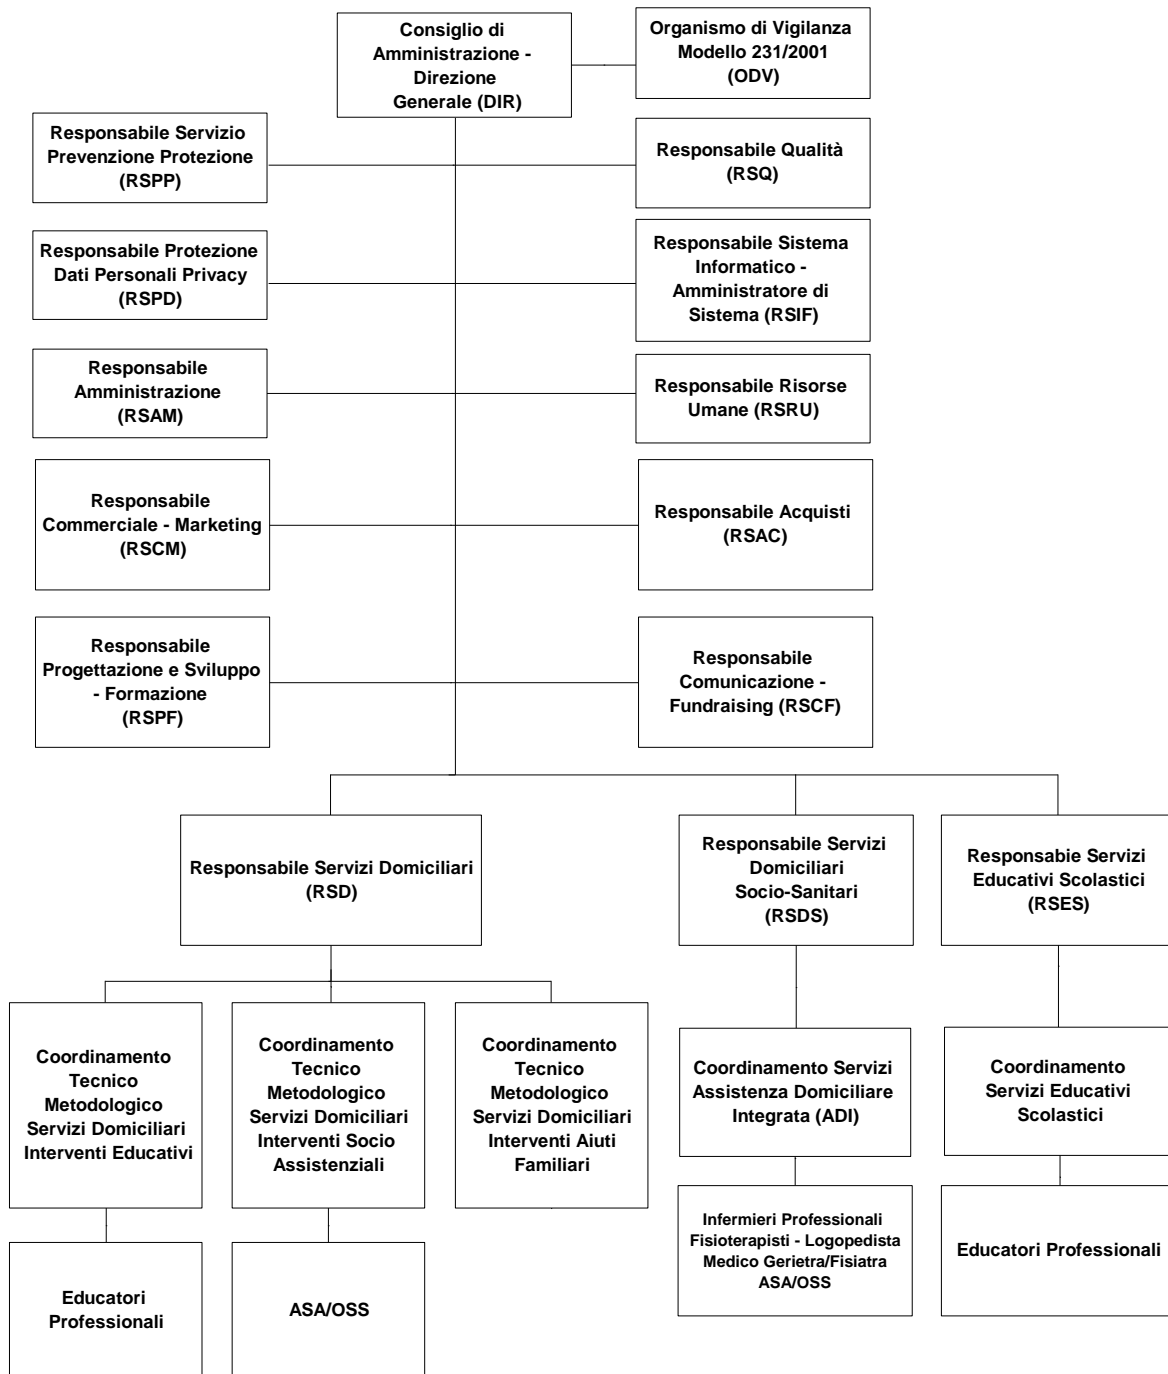 Consiglio di
Amministrazione -
Direzione
Generale (DIR)
Organismo di Vigilanza
Modello 231/2001
(ODV)
Responsabile Servizio
Prevenzione Protezione
(RSPP)
Responsabile Qualità
(RSQ)
Responsabile Protezione
Dati Personali Privacy
(RSPD)
Responsabile Sistema
Informatico -
Amministratore di
Sistema (RSIF)
Responsabile
Amministrazione
(RSAM)
Responsabile Risorse
Umane (RSRU)
Responsabile
Commerciale - Marketing
(RSCM)
Responsabile Acquisti
(RSAC)
Responsabile
Progettazione e Sviluppo
- Formazione
(RSPF)
Responsabile
Comunicazione -
Fundraising (RSCF)
Responsabile Servizi Domiciliari
(RSD)
Responsabile Servizi
Domiciliari
Socio-Sanitari
(RSDS)
Responsabie Servizi
Educativi Scolastici
(RSES)
Coordinamento
Tecnico
Metodologico
Servizi Domiciliari
Interventi Educativi
Coordinamento
Tecnico
Metodologico
Servizi Domiciliari
Interventi Socio
Assistenziali
Coordinamento
Tecnico
Metodologico
Servizi Domiciliari
Interventi Aiuti
Familiari
Coordinamento Servizi
Assistenza Domiciliare
Integrata (ADI)
Coordinamento
Servizi Educativi
Scolastici
Educatori
Professionali
ASA/OSS
Infermieri Professionali
Fisioterapisti - Logopedista
Medico Gerietra/Fisiatra
ASA/OSS
Educatori Professionali